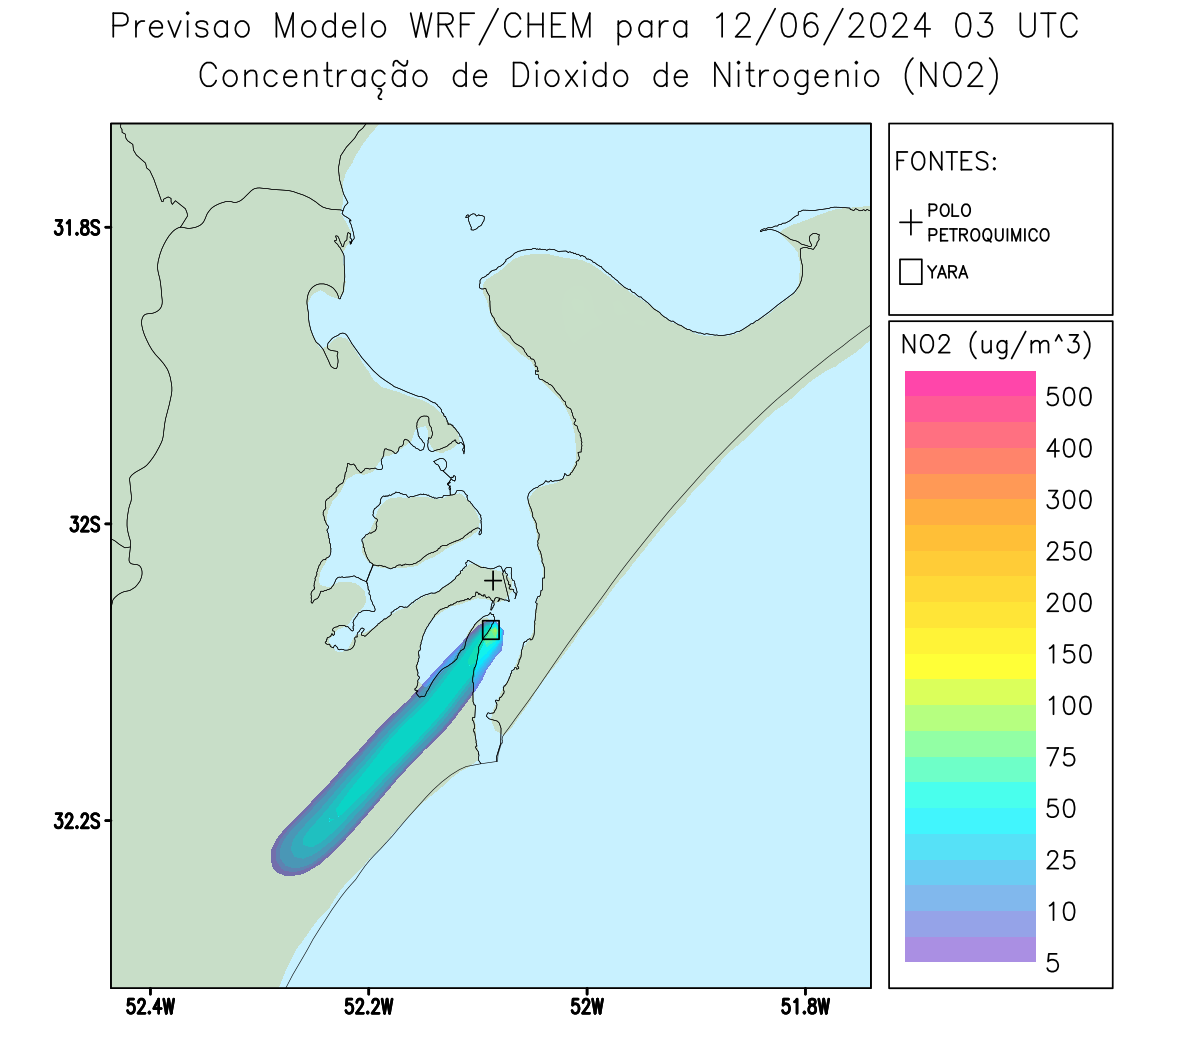 Previsao Modelo WRF/CHEM para 12/06/2024 03 UTC
Concentração de Dioxido de Nitrogenio (NO2)
FONTES:
POLO
PETROQUIMICO
YARA
31.8S
32S
32.2S
52.4W
52.2W
52W
51.8W
NO2 (ug/m^3)
500
400
300
250
200
150
100
75
50
25
10
5